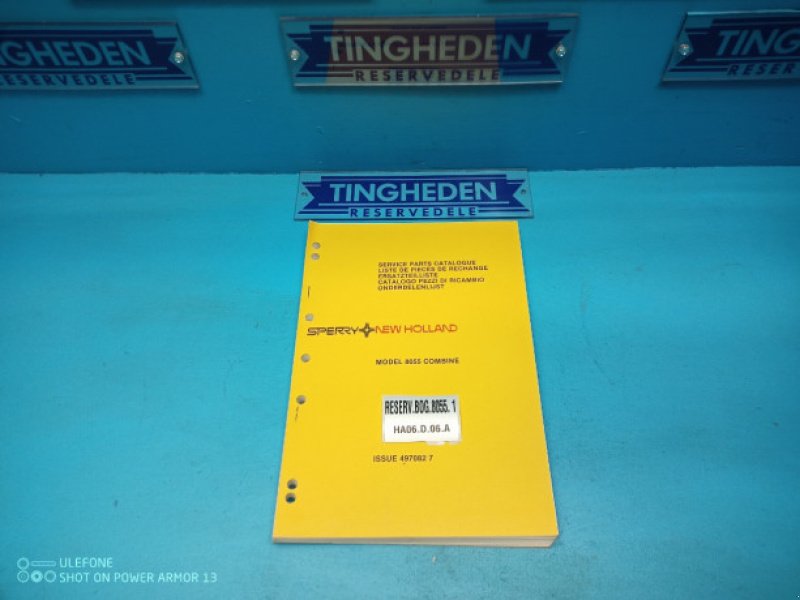 TINGHEDEN
RESERVEDELE
TINGHEDEN
RESERVEDELE
TINGHEDEN
RESERVEDELE
TINGHEDEN
RESERVEDELE
SERVICE PARTS CATALOGUE
LISTE DE PIECES DE RECHANGE
ERSATZTEILLISTE
CATALOGO PEZZI DI RICAMBIO
ONDERDELENLIJST
SPERRY NEW HOLLAND
MODEL 8055 COMBINE
RESERV.BOG.8055. 1
HA06.D.06.A
ISSUE 497082 7
ULEFONE
SHOT ON POWER ARMOR 13